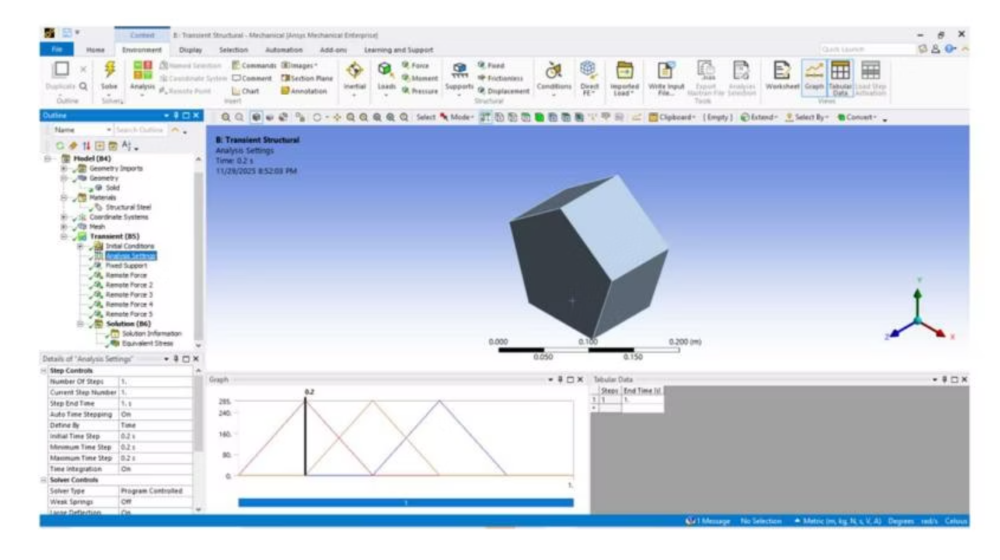 Context B: Transient Structural - Mechanical [Ansys Mechanical Enterprise]
File Home Environment Display Selection Automation Add-ons Learning and Support Quick Launch
Duplicate Solve Analysis Named Selection Coordinate System Remote Point Commands Comment Chart Images Section Plane Annotation Inertial Loads Force Moment Pressure Supports Fixed Frictionless Displacement Conditions Direct FE Imported Load Write Input File... Export Nastran File Worksheet Graph Tabular Data Load Step Activation
Outline Solver Insert Structural Tools Views
Outline
Select Mode Clipboard [Empty] Extend Select By Convert
Name Search Outline
Model (B4)
Geometry Imports
Geometry
Solid
Materials
Structural Steel
Coordinate Systems
Mesh
Transient (B5)
Initial Conditions
Analysis Settings
Fixed Support
Remote Force
Remote Force 2
Remote Force 3
Remote Force 4
Remote Force 5
Solution (B6)
Solution Information
Equivalent Stress
B: Transient Structural
Analysis Settings
Time: 0.2 s
11/29/2025 8:52:03 PM
Y
Z X
0.000 0.100 0.200 (m)
0.050 0.150
Details of "Analysis Settings"
Step Controls
Number Of Steps 1.
Current Step Number 1.
Step End Time 1. s
Auto Time Stepping On
Define By Time
Initial Time Step 0.2 s
Minimum Time Step 0.2 s
Maximum Time Step 0.2 s
Time Integration On
Solver Controls
Solver Type Program Controlled
Weak Springs Off
Large Deflection On
Graph
0.2
285.
240.
160.
80.
0.
1.
1
Tabular Data
Steps End Time [s]
1 1 1.
*
1 Message No Selection Metric (m, kg, N, s, V, A) Degrees rad/s Celsius